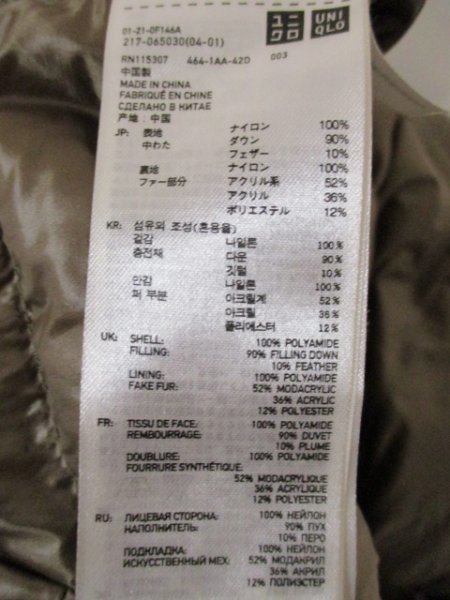 01-Z1-0F146A
217-065030(04-01)
ユニ
クロ
UNI
QLO
RN115307 464-1AA-42D 003
中国製
MADE IN CHINA
FABRIQUÉ EN CHINE
СДЕЛАНО В КИТАЕ
产地：中国
JP: 表地 ナイロン 100%
中わた ダウン 90%
フェザー 10%
裏地 ナイロン 100%
ファー部分 アクリル系 52%
アクリル 36%
ポリエステル 12%
KR: 섬유의 조성(혼용율)
겉감 나일론 100%
충전재 다운 90%
깃털 10%
안감 나일론 100%
퍼 부분 아크릴계 52%
아크릴 36%
폴리에스터 12%
UK: SHELL: 100% POLYAMIDE
FILLING: 90% FILLING DOWN
10% FEATHER
LINING: 100% POLYAMIDE
FAKE FUR: 52% MODACRYLIC
36% ACRYLIC
12% POLYESTER
FR: TISSU DE FACE: 100% POLYAMIDE
REMBOURRAGE: 90% DUVET
10% PLUME
DOUBLURE: 100% POLYAMIDE
FOURRURE SYNTHÉTIQUE:
52% MODACRYLIQUE
36% ACRYLIQUE
12% POLYESTER
RU: ЛИЦЕВАЯ СТОРОНА: 100% НЕЙЛОН
НАПОЛНИТЕЛЬ: 90% ПУХ
10% ПЕРО
ПОДКЛАДКА: 100% НЕЙЛОН
ИСКУССТВЕННЫЙ МЕХ: 52% МОДАКРИЛ
36% АКРИЛ
12% ПОЛИЭСТЕР